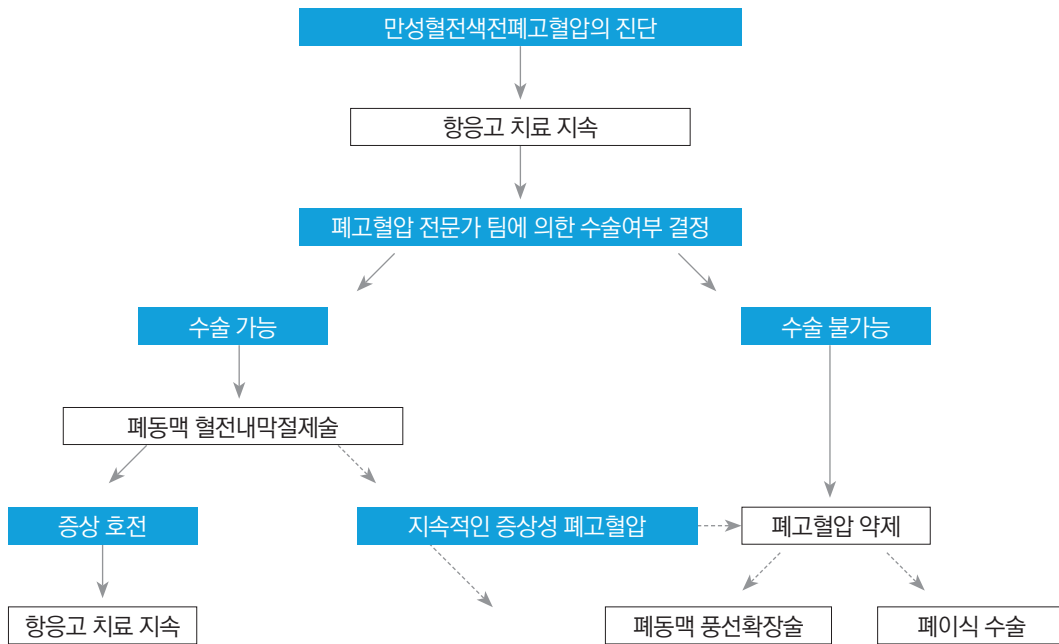 만성혈전색전폐고혈압의 진단
항응고 치료 지속
폐고혈압 전문가 팀에 의한 수술여부 결정
수술 가능
수술 불가능
폐동맥 혈전내막절제술
증상 호전
지속적인 증상성 폐고혈압
폐고혈압 약제
항응고 치료 지속
폐동맥 풍선확장술
폐이식 수술